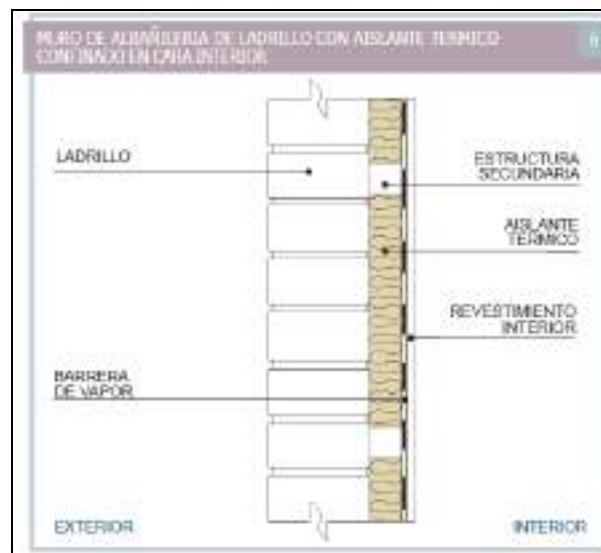 MURO DE ALBAÑILERIA DE LADRILLO CON AISLANTE TERMICO
CONFINADO EN CARA INTERIOR
LADRILLO
ESTRUCTURA
SECUNDARIA
AISLANTE
TERMICO
REVESTIMIENTO
INTERIOR
BARRERA
DE VAPOR
EXTERIOR
INTERIOR